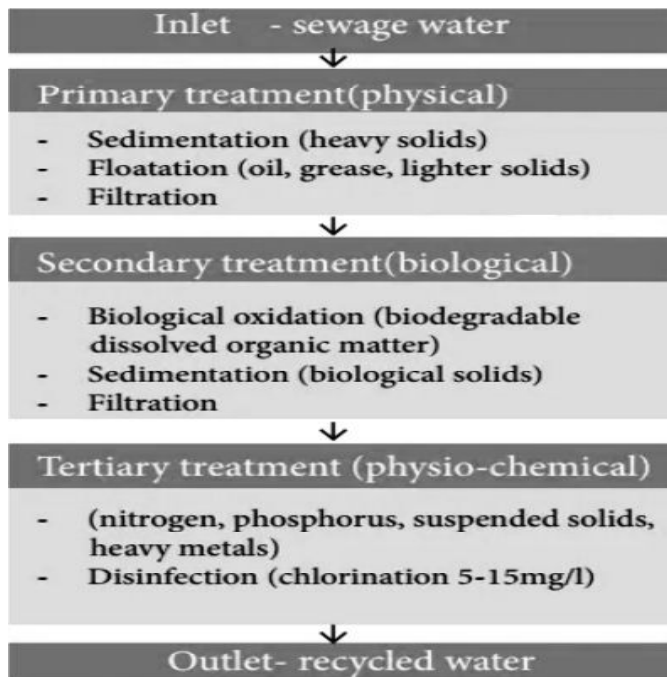 Inlet - sewage water
Primary treatment(physical)
- Sedimentation (heavy solids)
- Floatation (oil, grease, lighter solids)
- Filtration
Secondary treatment(biological)
- Biological oxidation (biodegradable
dissolved organic matter)
- Sedimentation (biological solids)
- Filtration
Tertiary treatment (physio-chemical)
- (nitrogen, phosphorus, suspended solids,
heavy metals)
- Disinfection (chlorination 5-15mg/l)
Outlet- recycled water